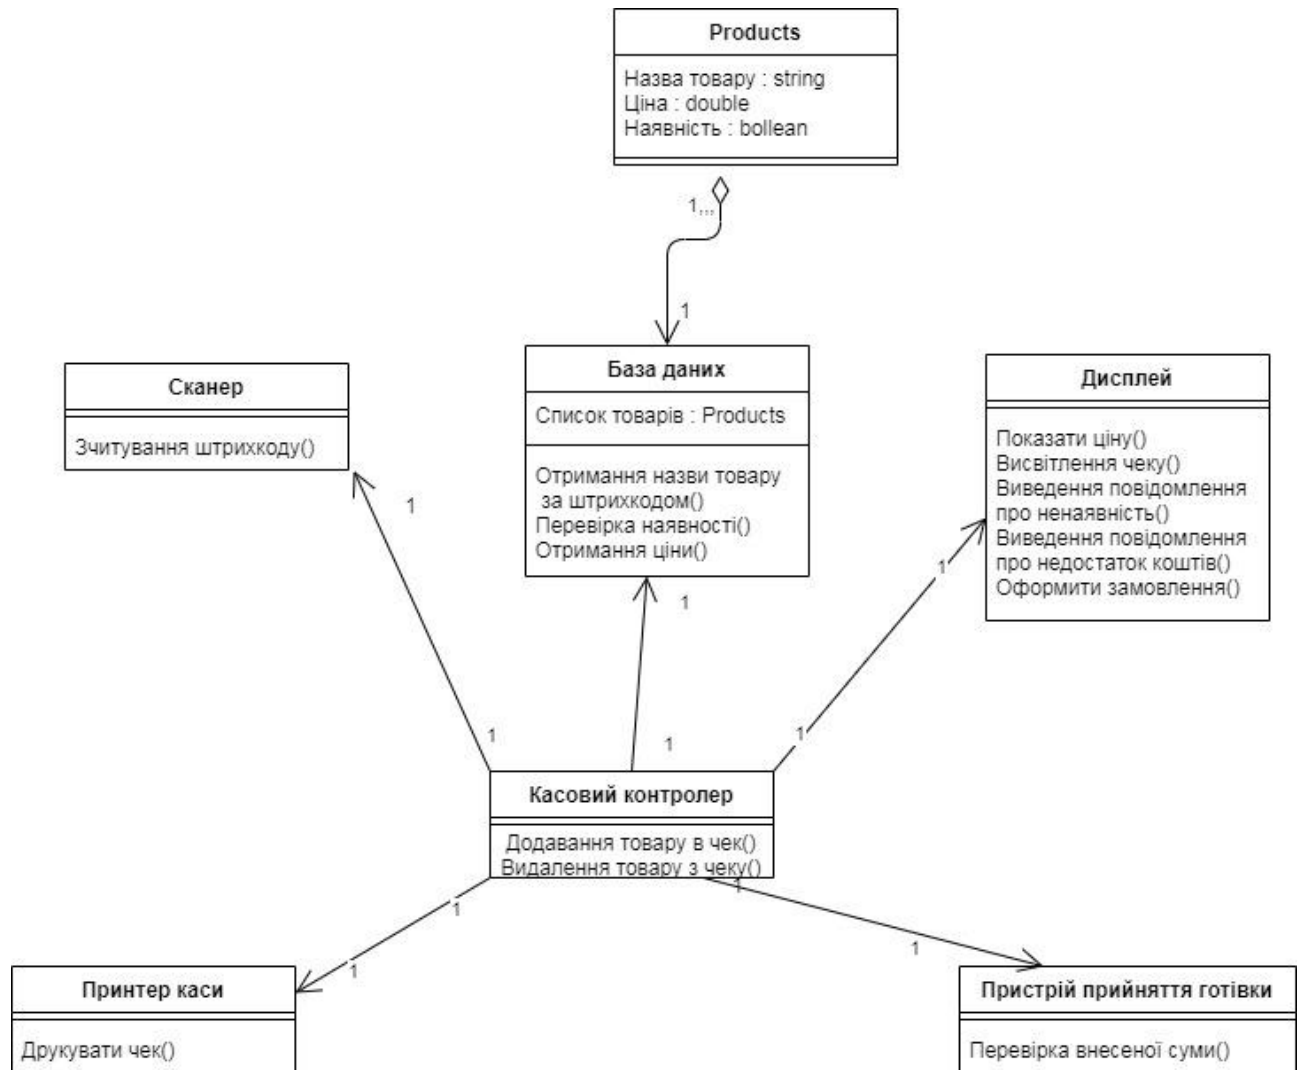 Products
Назва товару : string
Ціна : double
Наявність : bollean
1,,,
1
База даних
Список товарів : Products
Отримання назви товару
за штрихкодом()
Перевірка наявності()
Отримання ціни()
Сканер
Зчитування штрихкоду()
Дисплей
Показати ціну()
Висвітлення чеку()
Виведення повідомлення
про ненаявність()
Виведення повідомлення
про недостаток коштів()
Оформити замовлення()
1
1
1
1
1
1
Касовий контролер
Додавання товару в чек()
Видалення товару з чеку()
1
1
1
1
Принтер каси
Друкувати чек()
Пристрій прийняття готівки
Перевірка внесеної суми()